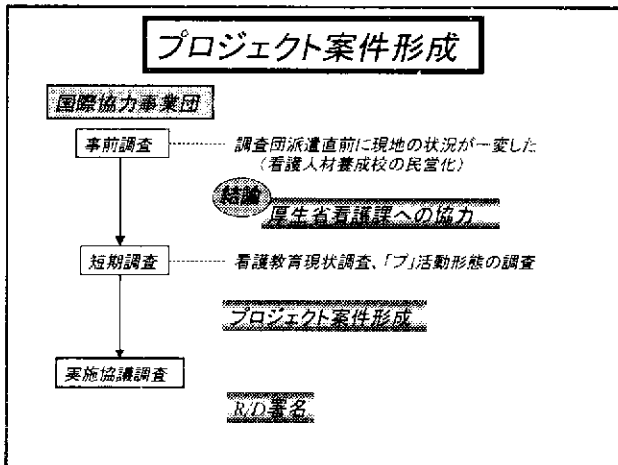 プロジェクト案件形成
国際協力事業団
事前調査
調査団派遣直前に現地の状況が一変した
(看護人材養成校の民営化)
結論
厚生省看護課への協力
短期調査
看護教育現状調査、「プ」活動形態の調査
プロジェクト案件形成
実施協議調査
R/D署名